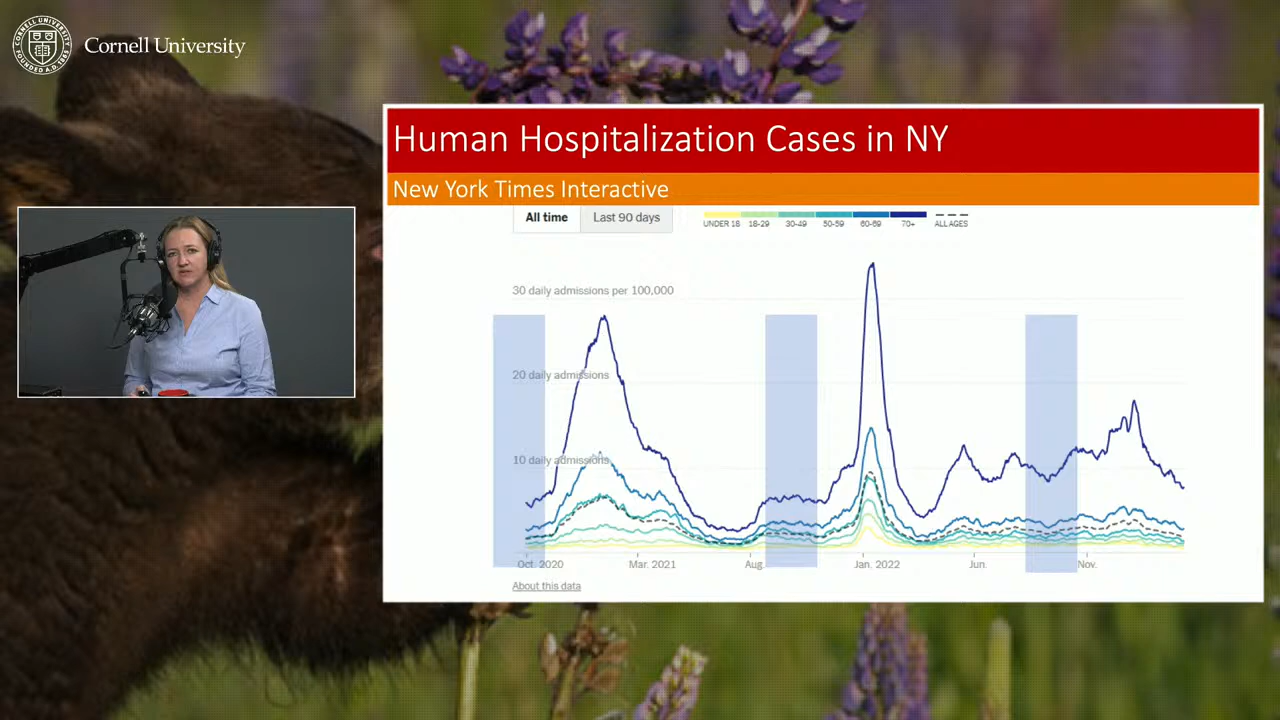 Cornell University
Human Hospitalization Cases in NY
New York Times Interactive
All time
Last 90 days
UNDER 18
18-29
30-49
50-59
60-69
70+
ALL AGES
30 daily admissions per 100,000
20 daily admissions
10 daily admissions
Oct. 2020
Mar. 2021
Aug.
Jan. 2022
Jun.
Nov.
About this data